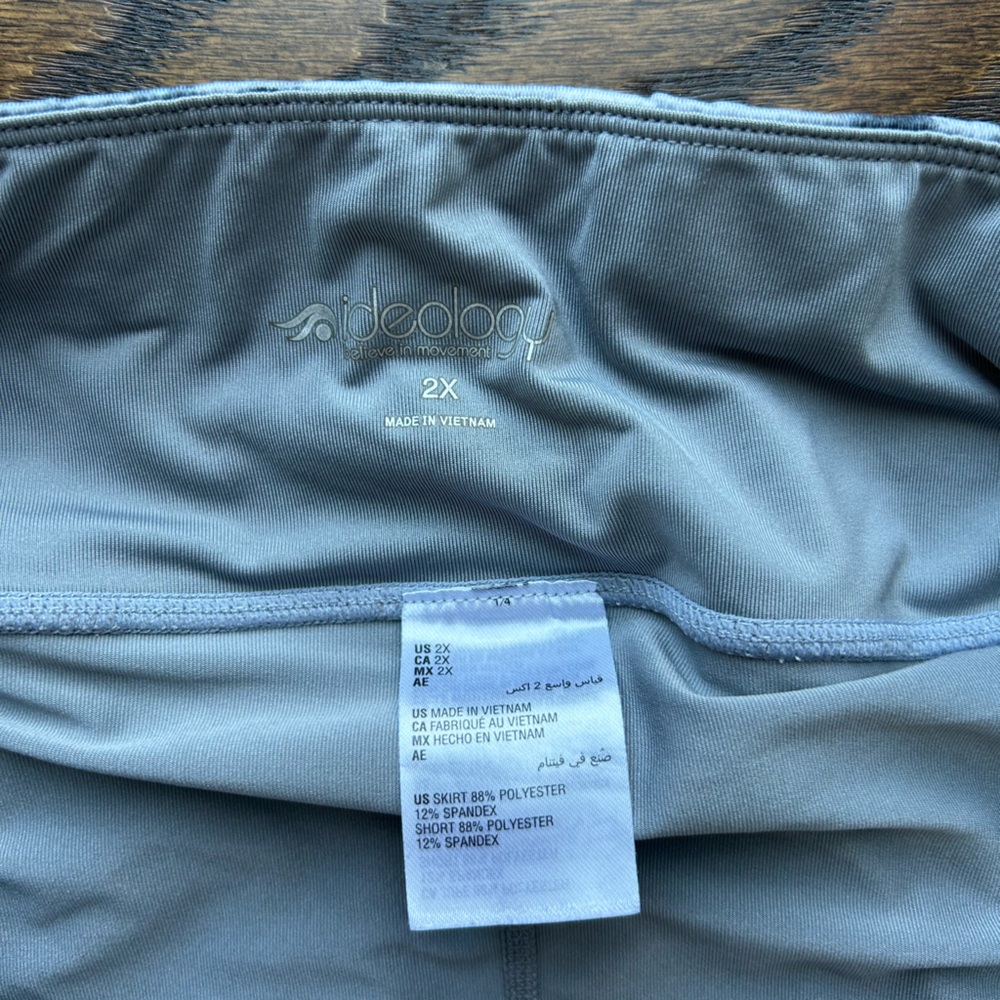 ideology
believe in movement
2X
MADE IN VIETNAM
1/4
US 2X
CA 2X
MX 2X
AE قياس واسع 2 اكس
US MADE IN VIETNAM
CA FABRIQUÉ AU VIETNAM
MX HECHO EN VIETNAM
AE صُنع في فيتنام
US SKIRT 88% POLYESTER
12% SPANDEX
SHORT 88% POLYESTER
12% SPANDEX